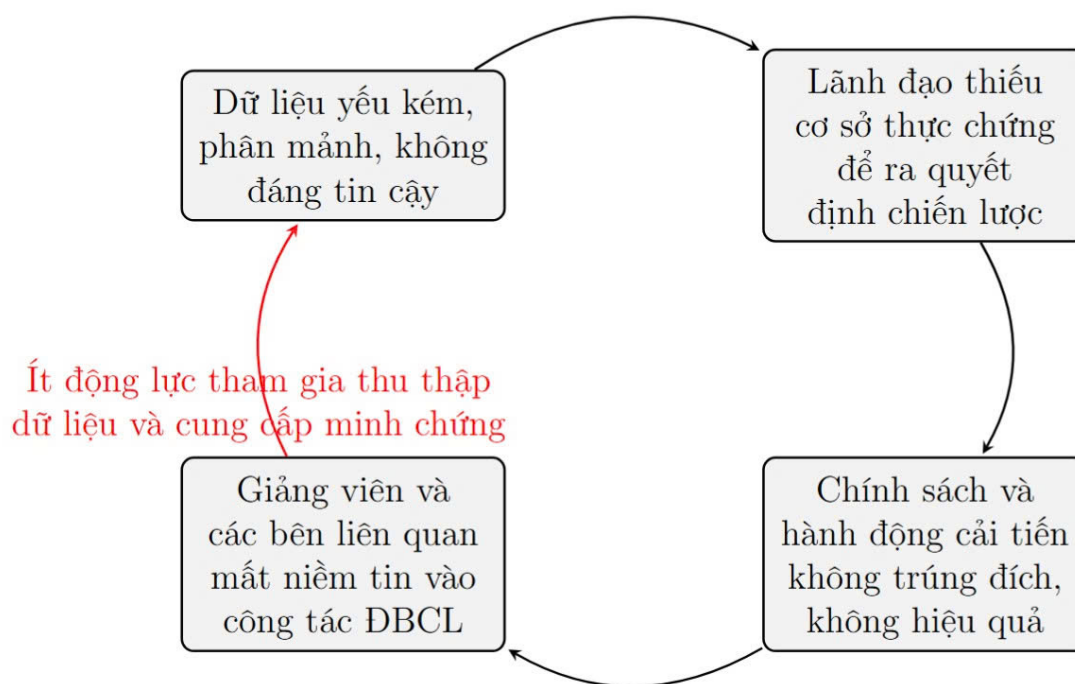 Dữ liệu yếu kém,
phân mảnh, không
đáng tin cậy
Lãnh đạo thiếu
cơ sở thực chứng
để ra quyết
định chiến lược
Ít động lực tham gia thu thập
dữ liệu và cung cấp minh chứng
Giảng viên và
các bên liên quan
mất niềm tin vào
công tác ĐBCL
Chính sách và
hành động cải tiến
không trúng đích,
không hiệu quả